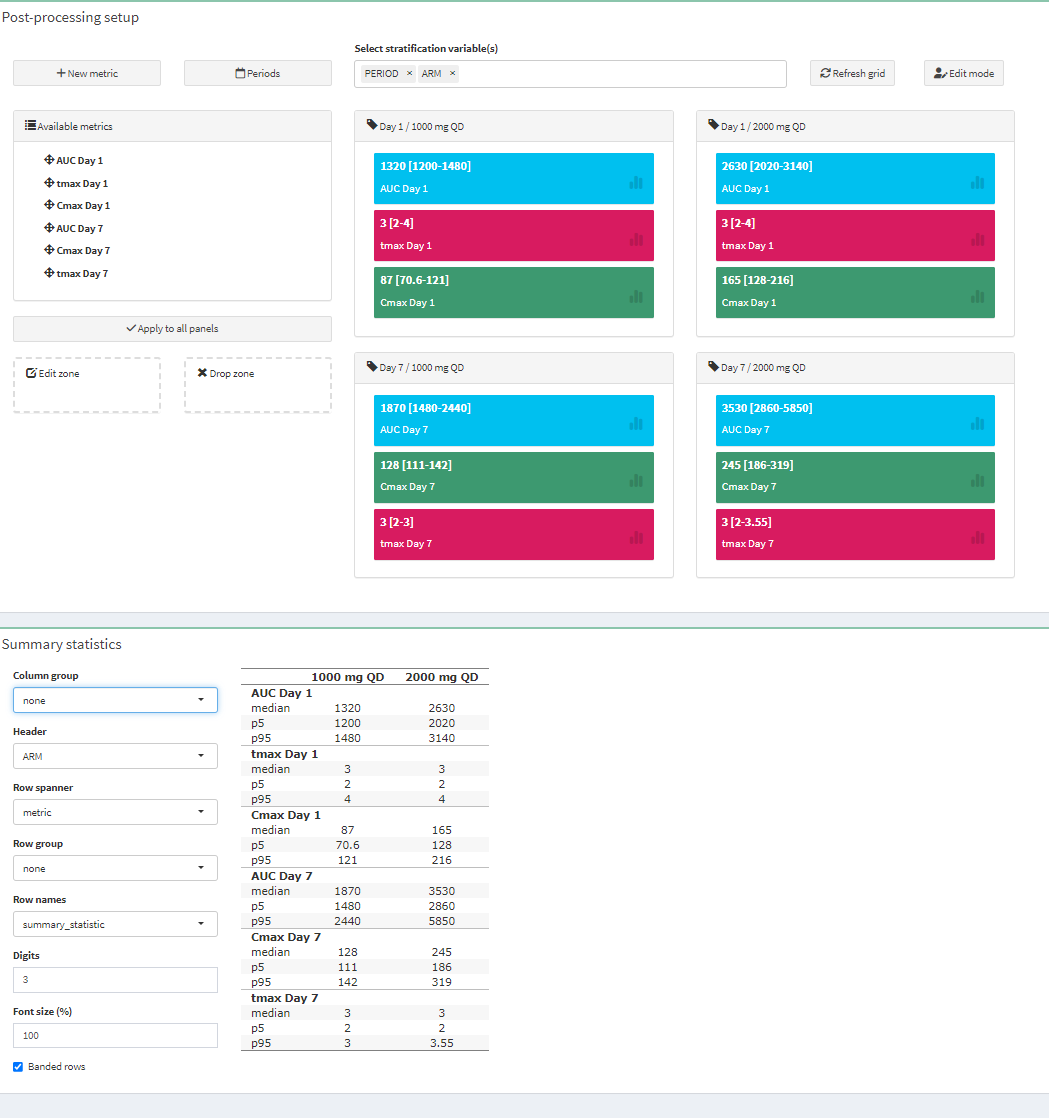 Post-processing setup
Select stratification variable(s)
New metric
Periods
PERIOD × ARM ×
Refresh grid
Edit mode
Available metrics
AUC Day 1
tmax Day 1
Cmax Day 1
AUC Day 7
Cmax Day 7
tmax Day 7
Apply to all panels
Edit zone
Drop zone
Day 1 / 1000 mg QD
1320 [1200-1480]
AUC Day 1
3 [2-4]
tmax Day 1
87 [70.6-121]
Cmax Day 1
Day 1 / 2000 mg QD
2630 [2020-3140]
AUC Day 1
3 [2-4]
tmax Day 1
165 [128-216]
Cmax Day 1
Day 7 / 1000 mg QD
1870 [1480-2440]
AUC Day 7
128 [111-142]
Cmax Day 7
3 [2-3]
tmax Day 7
Day 7 / 2000 mg QD
3530 [2860-5850]
AUC Day 7
245 [186-319]
Cmax Day 7
3 [2-3.55]
tmax Day 7
Summary statistics
Column group
none
Header
ARM
Row spanner
metric
Row group
none
Row names
summary_statistic
Digits
3
Font size (%)
100
Banded rows
1000 mg QD 2000 mg QD
AUC Day 1
median 1320 2630
p5 1200 2020
p95 1480 3140
tmax Day 1
median 3 3
p5 2 2
p95 4 4
Cmax Day 1
median 87 165
p5 70.6 128
p95 121 216
AUC Day 7
median 1870 3530
p5 1480 2860
p95 2440 5850
Cmax Day 7
median 128 245
p5 111 186
p95 142 319
tmax Day 7
median 3 3
p5 2 2
p95 3 3.55